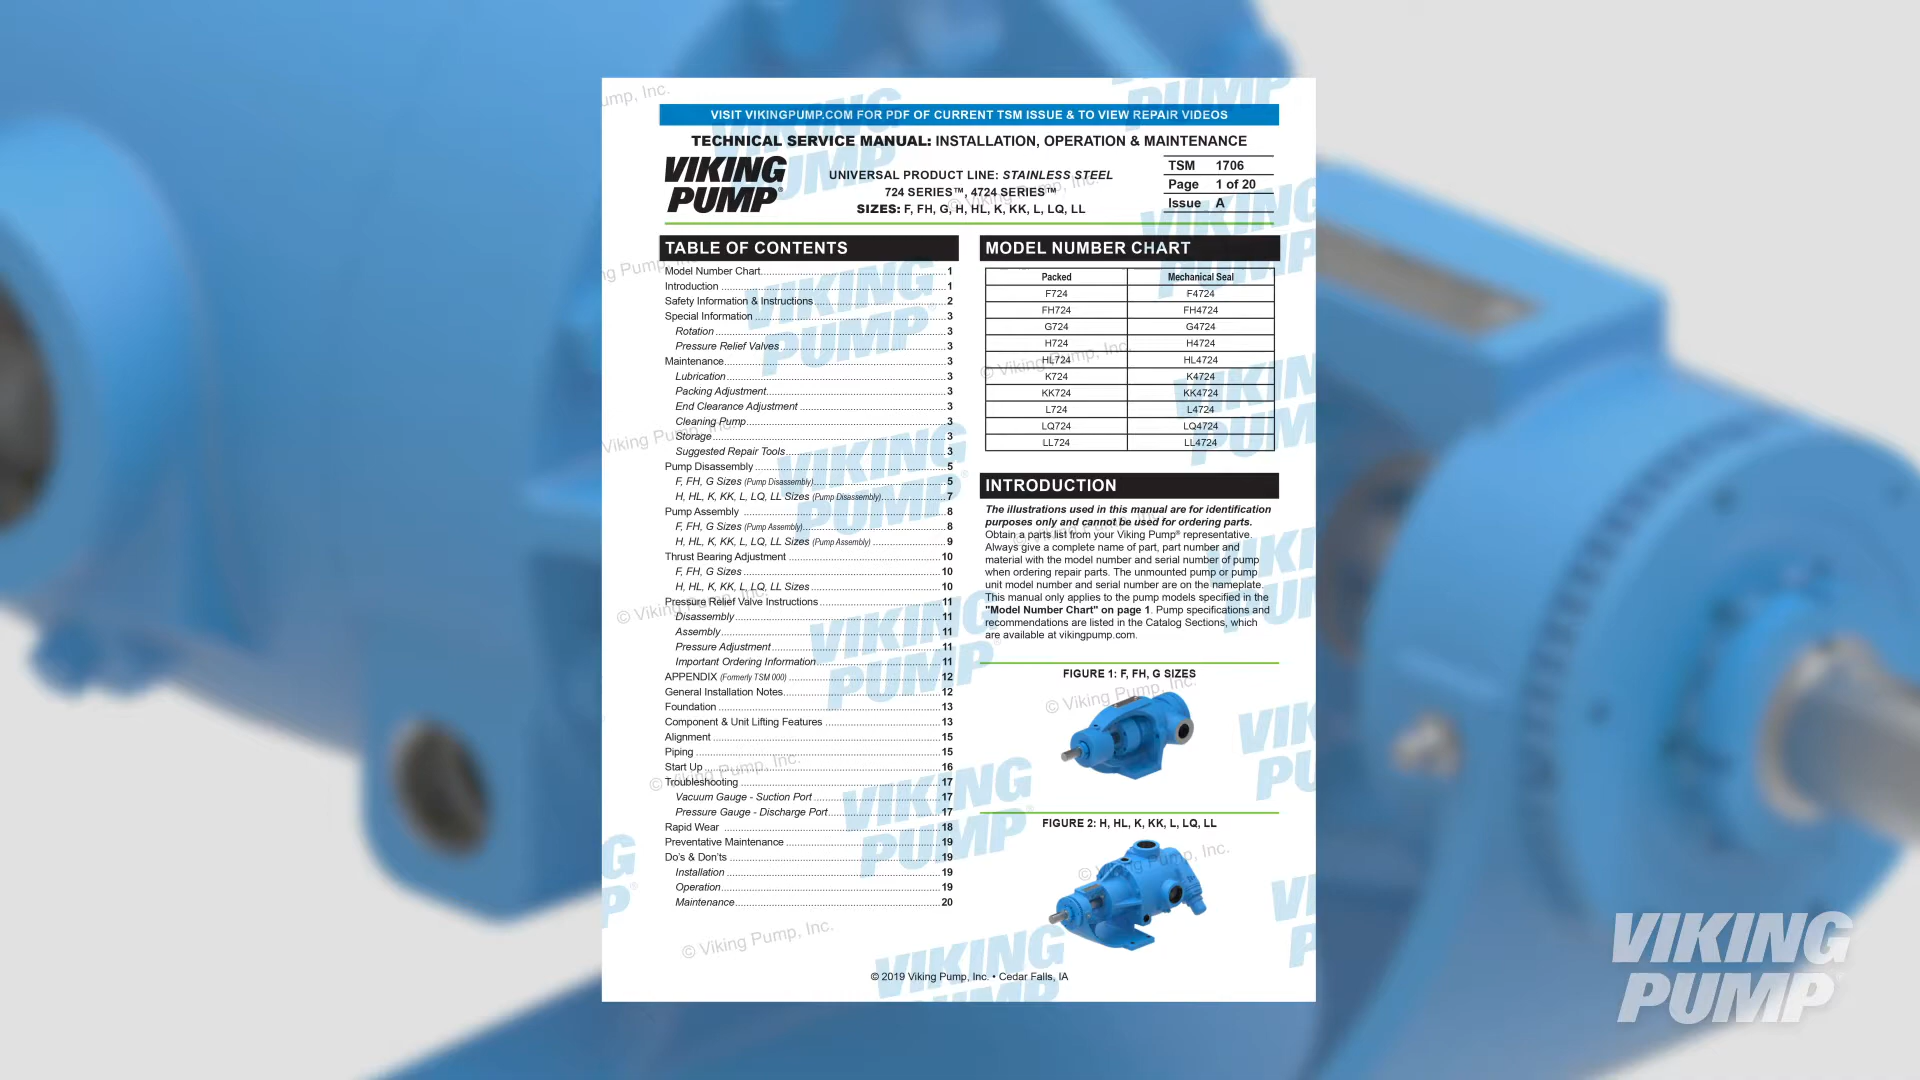 VISIT VIKINGPUMP.COM FOR PDF OF CURRENT TSM ISSUE & TO VIEW REPAIR VIDEOS
TECHNICAL SERVICE MANUAL: INSTALLATION, OPERATION & MAINTENANCE
VIKING
PUMP®
UNIVERSAL PRODUCT LINE: STAINLESS STEEL
724 SERIES™, 4724 SERIES™
SIZES: F, FH, G, H, HL, K, KK, L, LQ, LL
TSM 1706
Page 1 of 20
Issue A
TABLE OF CONTENTS
Model Number Chart 1
Introduction 1
Safety Information & Instructions 2
Special Information 3
Rotation 3
Pressure Relief Valves 3
Maintenance 3
Lubrication 3
Packing Adjustment 3
End Clearance Adjustment 3
Cleaning Pump 3
Storage 3
Suggested Repair Tools 3
Pump Disassembly 5
F, FH, G Sizes (Pump Disassembly) 5
H, HL, K, KK, L, LQ, LL Sizes (Pump Disassembly) 7
Pump Assembly 8
F, FH, G Sizes (Pump Assembly) 8
H, HL, K, KK, L, LQ, LL Sizes (Pump Assembly) 9
Thrust Bearing Adjustment 10
F, FH, G Sizes 10
H, HL, K, KK, L, LQ, LL Sizes 10
Pressure Relief Valve Instructions 11
Disassembly 11
Assembly 11
Pressure Adjustment 11
Important Ordering Information 11
APPENDIX (Formerly TSM 000) 12
General Installation Notes 12
Foundation 13
Component & Unit Lifting Features 13
Alignment 15
Piping 15
Start Up 16
Troubleshooting 17
Vacuum Gauge - Suction Port 17
Pressure Gauge - Discharge Port 17
Rapid Wear 18
Preventative Maintenance 19
Do's & Don'ts 19
Installation 19
Operation 19
Maintenance 20
MODEL NUMBER CHART
Packed Mechanical Seal
F724 F4724
FH724 FH4724
G724 G4724
H724 H4724
HL724 HL4724
K724 K4724
KK724 KK4724
L724 L4724
LQ724 LQ4724
LL724 LL4724
INTRODUCTION
The illustrations used in this manual are for identification
purposes only and cannot be used for ordering parts.
Obtain a parts list from your Viking Pump® representative.
Always give a complete name of part, part number and
material with the model number and serial number of pump
when ordering repair parts. The unmounted pump or pump
unit model number and serial number are on the nameplate.
This manual only applies to the pump models specified in the
"Model Number Chart" on page 1. Pump specifications and
recommendations are listed in the Catalog Sections, which
are available at vikingpump.com.
FIGURE 1: F, FH, G SIZES
FIGURE 2: H, HL, K, KK, L, LQ, LL
© 2019 Viking Pump, Inc. • Cedar Falls, IA
© Viking Pump, Inc.
VIKING
PUMP